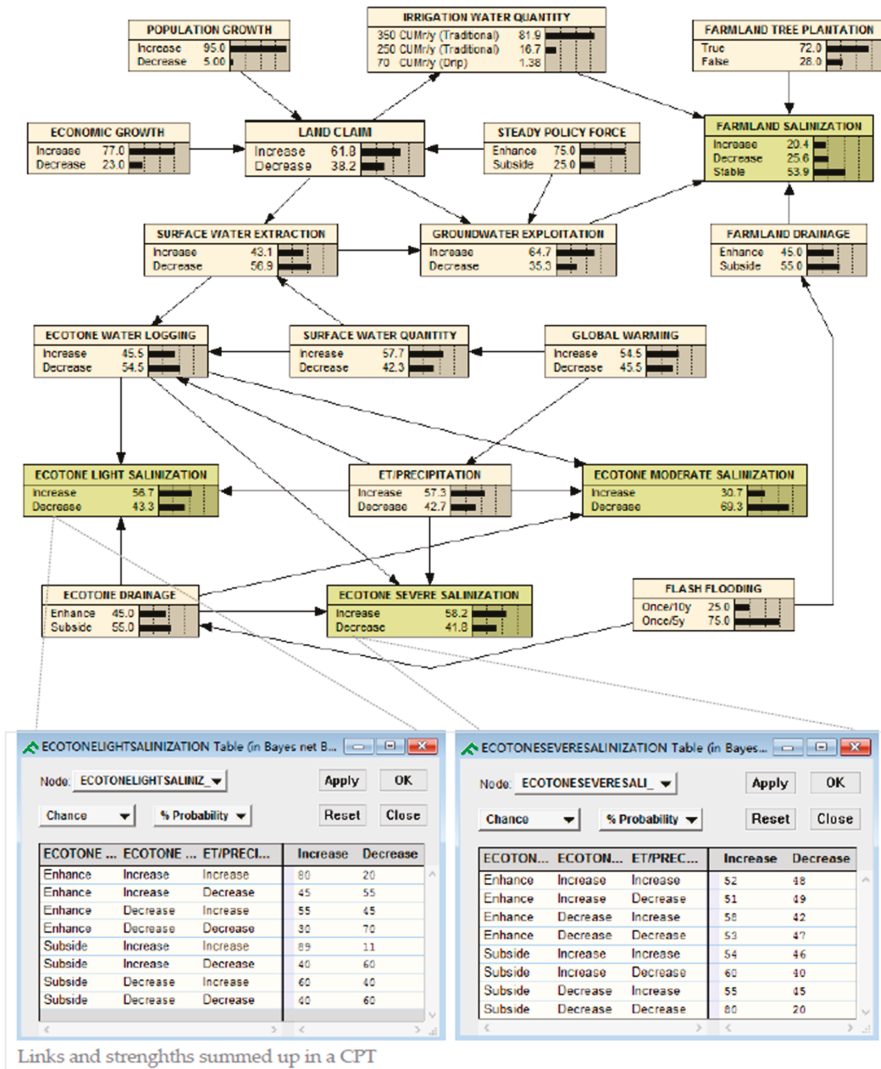 POPULATION GROWTH
Increase 95.0
Decrease 5.00
IRRIGATION WATER QUANTITY
350 CUMr/y (Traditional) 81.9
250 CUMr/y (Traditional) 16.7
70 CUMr/y (Drip) 1.38
FARMLAND TREE PLANTATION
True 72.0
False 28.0
ECONOMIC GROWTH
Increase 77.0
Decrease 23.0
LAND CLAIM
Increase 61.8
Decrease 38.2
STEADY POLICY FORCE
Enhance 75.0
Subside 25.0
FARMLAND SALINIZATION
Increase 20.4
Decrease 25.6
Stable 53.9
SURFACE WATER EXTRACTION
Increase 43.1
Decrease 56.9
GROUNDWATER EXPLOITATION
Increase 64.7
Decrease 35.3
FARMLAND DRAINAGE
Enhance 45.0
Subside 55.0
ECOTONE WATER LOGGING
Increase 45.5
Decrease 54.5
SURFACE WATER QUANTITY
Increase 57.7
Decrease 42.3
GLOBAL WARMING
Increase 54.5
Decrease 45.5
ECOTONE LIGHT SALINIZATION
Increase 56.7
Decrease 43.3
ET/PRECIPITATION
Increase 57.3
Decrease 42.7
ECOTONE MODERATE SALINIZATION
Increase 30.7
Decrease 69.3
ECOTONE DRAINAGE
Enhance 45.0
Subside 55.0
ECOTONE SEVERE SALINIZATION
Increase 58.2
Decrease 41.8
FLASH FLOODING
Once/10y 25.0
Once/5y 75.0
ECOTONELIGHTSALINIZATION Table (in Bayes net B...
Node: ECOTONELIGHTSALINIZ_
Apply OK
Chance % Probability Reset Close
ECOTONE ... ECOTONE ... ET/PRECI... Increase Decrease
Enhance Increase Increase 80 20
Enhance Increase Decrease 45 55
Enhance Decrease Increase 55 45
Enhance Decrease Decrease 30 70
Subside Increase Increase 89 11
Subside Increase Decrease 40 60
Subside Decrease Increase 60 40
Subside Decrease Decrease 40 60
ECOTONESEVERESALINIZATION Table (in Bayes...
Node: ECOTONESEVERESALI_
Apply OK
Chance % Probability Reset Close
ECOTON... ECOTON... ET/PREC... Increase Decrease
Enhance Increase Increase 52 48
Enhance Increase Decrease 51 49
Enhance Decrease Increase 58 42
Enhance Decrease Decrease 53 47
Subside Increase Increase 54 46
Subside Increase Decrease 60 40
Subside Decrease Increase 55 45
Subside Decrease Decrease 80 20
Links and strenghths summed up in a CPT